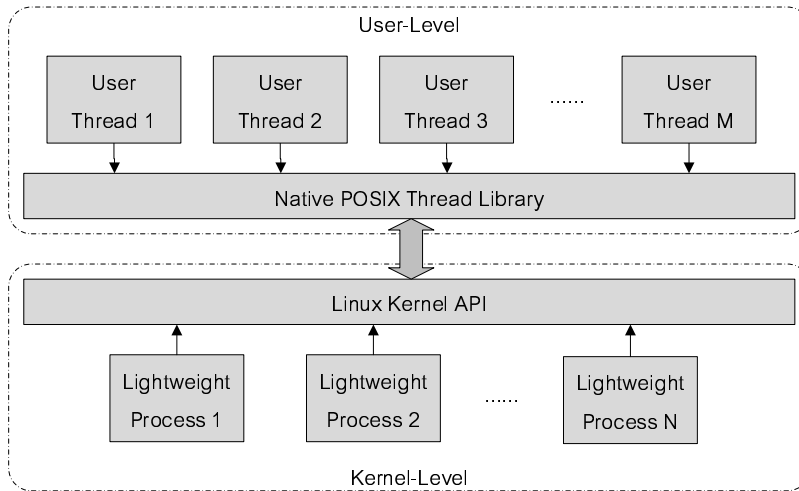 User-Level
User
Thread 1
User
Thread 2
User
Thread 3
......
User
Thread M
Native POSIX Thread Library
Linux Kernel API
Lightweight
Process 1
Lightweight
Process 2
......
Lightweight
Process N
Kernel-Level